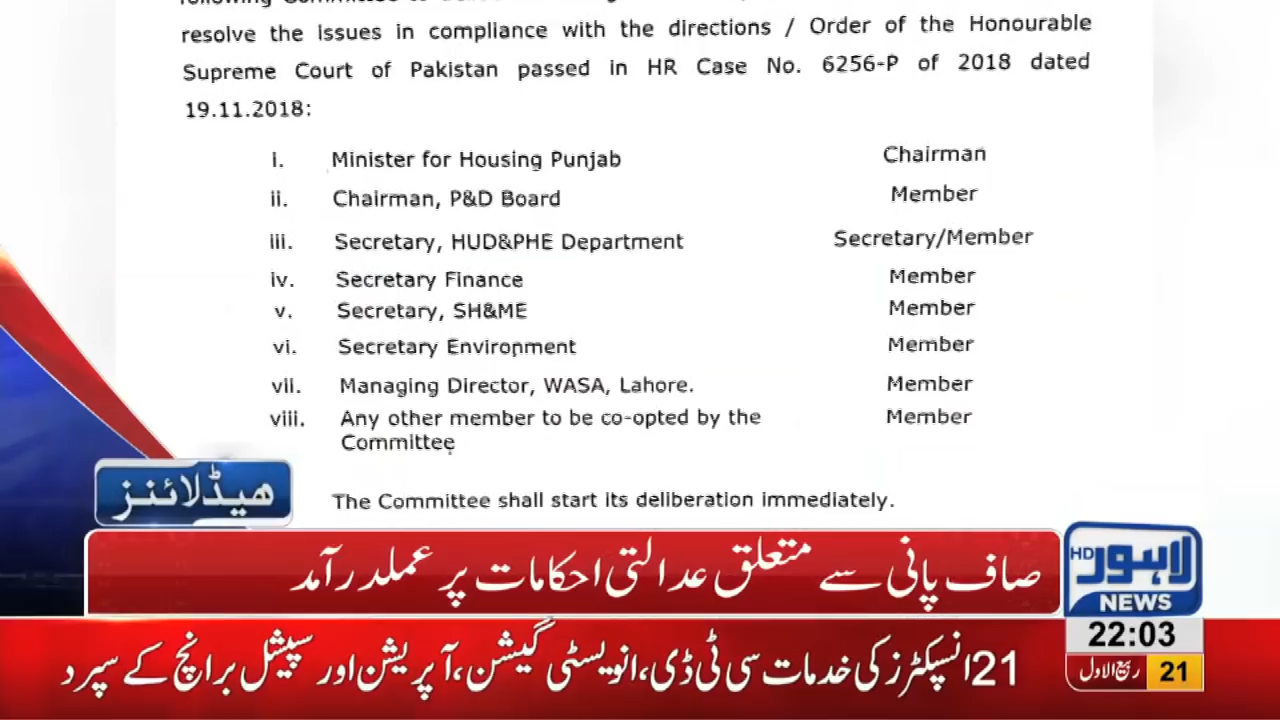 resolve the issues in compliance with the directions / Order of the Honourable
Supreme Court of Pakistan passed in HR Case No. 6256-P of 2018 dated
19.11.2018:
i. Minister for Housing Punjab Chairman
ii. Chairman, P&D Board Member
iii. Secretary, HUD&PHE Department Secretary/Member
iv. Secretary Finance Member
v. Secretary, SH&ME Member
vi. Secretary Environment Member
vii. Managing Director, WASA, Lahore. Member
viii. Any other member to be co-opted by the Member
Committee
The Committee shall start its deliberation immediately.
ھیڈلائنز
صاف پانی سے متعلق عدالتی احکامات پر عملدرآمد
HD لاہور
NEWS
22:03
21 انسپکٹرز کی خدمات سی ٹی ڈی، انویسٹی گیشن، آپریشن اور سپیشل برانچ کے سپرد
21 ربیع الاول